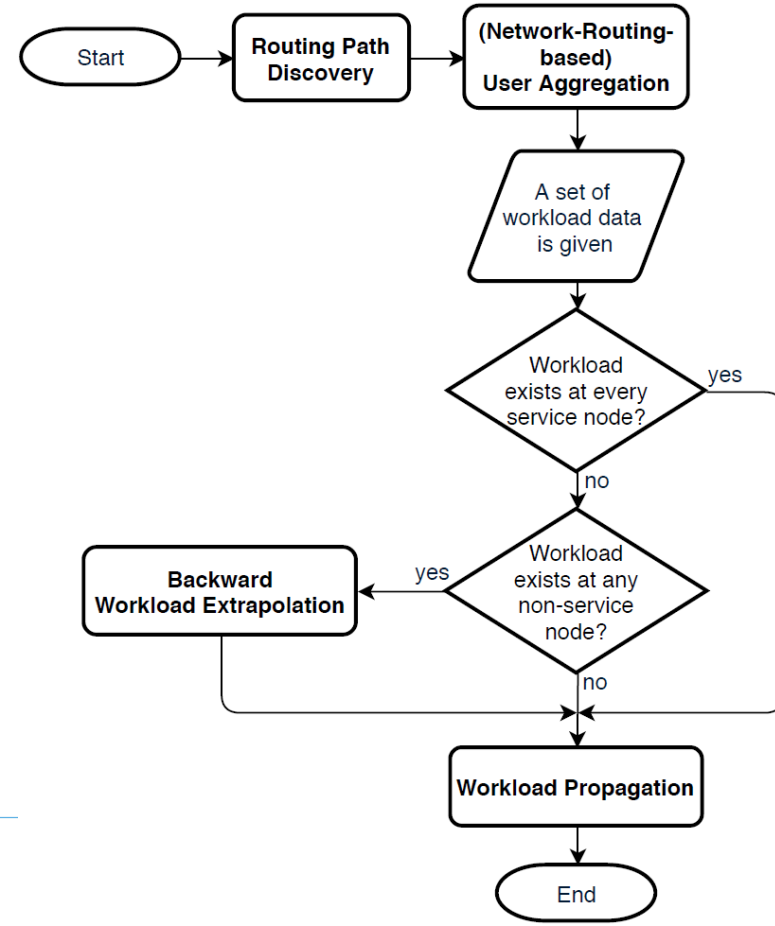 Start
Routing Path
Discovery
(Network-Routing-
based)
User Aggregation
A set of
workload data
is given
Workload
exists at every
service node?
yes
no
Workload
exists at any
non-service
node?
yes
Backward
Workload Extrapolation
no
Workload Propagation
End